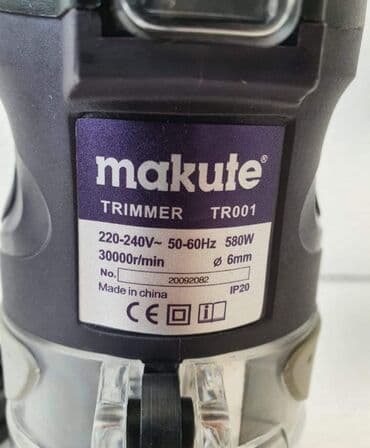 makute®
TRIMMER TR001
220-240V~ 50-60Hz 580W
30000r/min ø 6mm
No. 20092082
Made in china IP20
CE